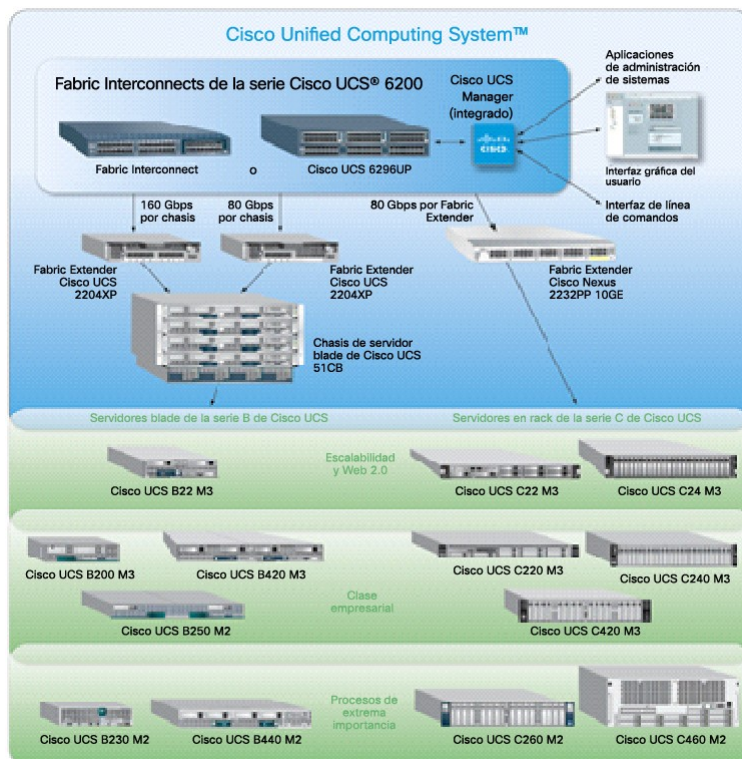 Cisco Unified Computing System™
Fabric Interconnects de la serie Cisco UCS® 6200
Cisco UCS
Manager
(integrado)
Aplicaciones
de administración
de sistemas
CISCO
Fabric Interconnect
o
Cisco UCS 6296UP
Interfaz gráfica del
usuario
Interfaz de línea
de comandos
160 Gbps
por chasis
80 Gbps
por chasis
80 Gbps por Fabric
Extender
Fabric Extender
Cisco UCS
2204XP
Fabric Extender
Cisco UCS
2204XP
Fabric Extender
Cisco Nexus
2232PP 10GE
Chasis de servidor
blade de Cisco UCS
51CB
Servidores blade de la serie B de Cisco UCS
Servidores en rack de la serie C de Cisco UCS
Escalabilidad
y Web 2.0
Cisco UCS B22 M3
Cisco UCS C22 M3
Cisco UCS C24 M3
Cisco UCS B200 M3
Cisco UCS B420 M3
Cisco UCS C220 M3
Cisco UCS C240 M3
Clase
empresarial
Cisco UCS B250 M2
Cisco UCS C420 M3
Procesos de
extrema
importancia
Cisco UCS B230 M2
Cisco UCS B440 M2
Cisco UCS C260 M2
Cisco UCS C460 M2